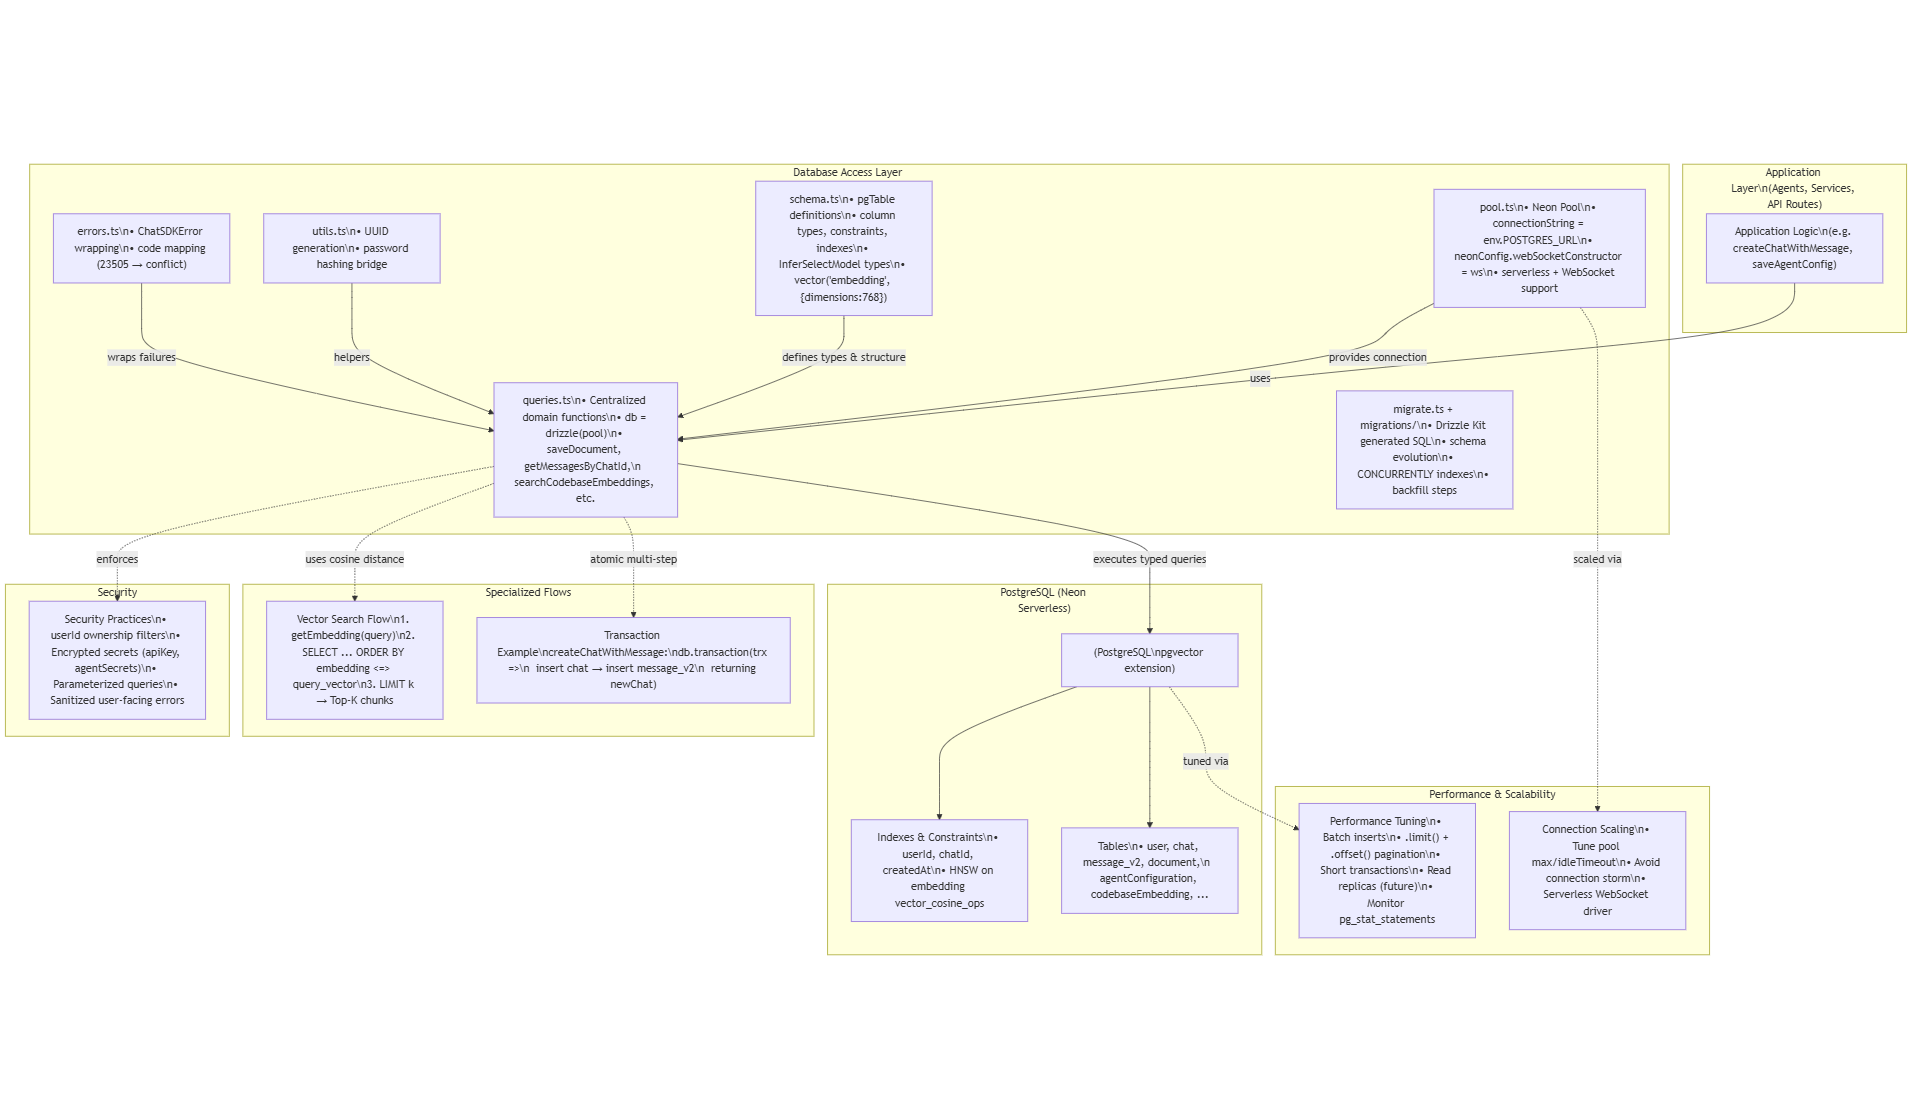 Database Access Layer
errors.ts\n• ChatSDKError
wrapping\n• code mapping
(23505 → conflict)
utils.ts\n• UUID
generation\n• password
hashing bridge
schema.ts\n• pgTable
definitions\n• column
types, constraints,
indexes\n•
InferSelectModel types\n•
vector('embedding',
{dimensions:768})
pool.ts\n• Neon Pool\n•
connectionString =
env.POSTGRES_URL\n•
neonConfig.webSocketConstructor
= ws\n• serverless + WebSocket
support
Application
Layer\n(Agents, Services,
API Routes)
Application Logic\n(e.g.
createChatWithMessage,
saveAgentConfig)
wraps failures
helpers
defines types & structure
provides connection
uses
queries.ts\n• Centralized
domain functions\n• db =
drizzle(pool)\n•
saveDocument,
getMessagesByChatId,\n
searchCodebaseEmbeddings,
etc.
migrate.ts +
migrations/\n• Drizzle Kit
generated SQL\n• schema
evolution\n•
CONCURRENTLY indexes\n•
backfill steps
enforces
uses cosine distance
atomic multi-step
executes typed queries
scaled via
Security
Security Practices\n•
userId ownership filters\n•
Encrypted secrets (apiKey,
agentSecrets)\n•
Parameterized queries\n•
Sanitized user-facing errors
Specialized Flows
Vector Search Flow\n1.
getEmbedding(query)\n2.
SELECT ... ORDER BY
embedding <=>
query_vector\n3. LIMIT k
→ Top-K chunks
Transaction
Example\ncreateChatWithMessage:\ndb.transaction(trx
=>\n  insert chat → insert message_v2\n  returning
newChat)
PostgreSQL (Neon
Serverless)
(PostgreSQL\npgvector
extension)
tuned via
Indexes & Constraints\n•
userId, chatId,
createdAt\n• HNSW on
embedding
vector_cosine_ops
Tables\n• user, chat,
message_v2, document,\n
agentConfiguration,
codebaseEmbedding, ...
Performance & Scalability
Performance Tuning\n•
Batch inserts\n• .limit() +
.offset() pagination\n•
Short transactions\n• Read
replicas (future)\n•
Monitor
pg_stat_statements
Connection Scaling\n•
Tune pool
max/idleTimeout\n• Avoid
connection storm\n•
Serverless WebSocket
driver